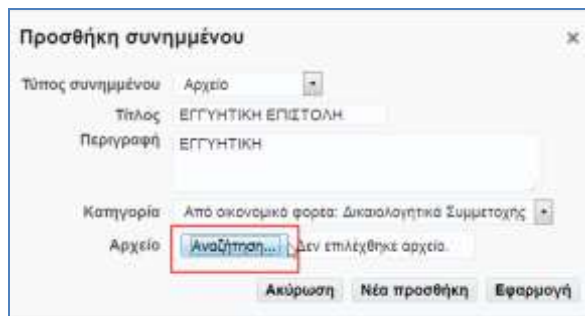 Προσθήκη συνημμένου ×
Τύπος συνημμένου Αρχείο
Τίτλος ΕΓΓΥΗΤΙΚΗ ΕΠΙΣΤΟΛΗ
Περιγραφή ΕΓΓΥΗΤΙΚΗ
Κατηγορία Από οικονομικό φορέα: Δικαιολογητικά Συμμετοχής
Αρχείο Αναζήτηση... Δεν επιλέχθηκε αρχείο.
Ακύρωση Νέα προσθήκη Εφαρμογή